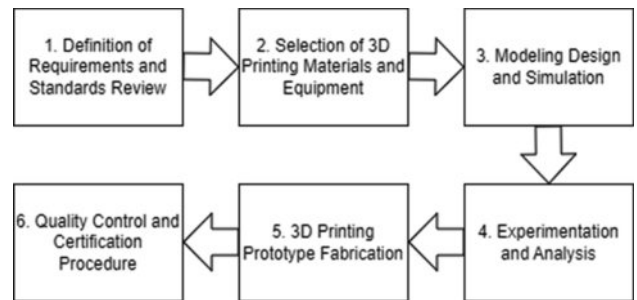 1. Definition of
Requirements and
Standards Review
2. Selection of 3D
Printing Materials and
Equipment
3. Modeling Design
and Simulation
4. Experimentation
and Analysis
5. 3D Printing
Prototype Fabrication
6. Quality Control and
Certification
Procedure